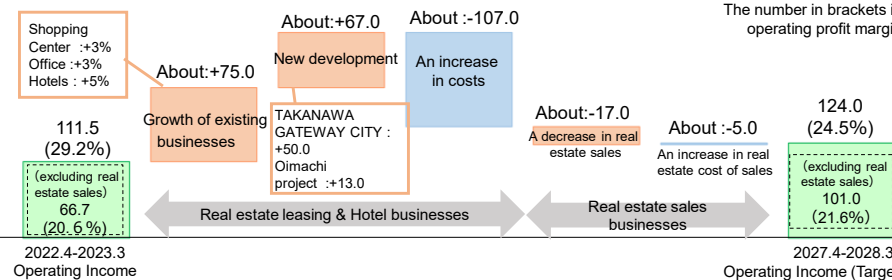 The number in brackets i
operating profit margi
Shopping
Center :+3%
Office :+3%
Hotels : +5%
About:+75.0
Growth of existing
businesses
About:+67.0
New development
TAKANAWA
GATEWAY CITY :
+50.0
Oimachi
project :+13.0
About :-107.0
An increase
in costs
About:-17.0
A decrease in real
estate sales
About :-5.0
An increase in real
estate cost of sales
111.5
(29.2%)
(excluding real
estate sales)
66.7
(20.6%)
124.0
(24.5%)
(excluding real
estate sales)
101.0
(21.6%)
Real estate leasing & Hotel businesses
Real estate sales
businesses
2022.4-2023.3
Operating Income
2027.4-2028.3
Operating Income (Targe